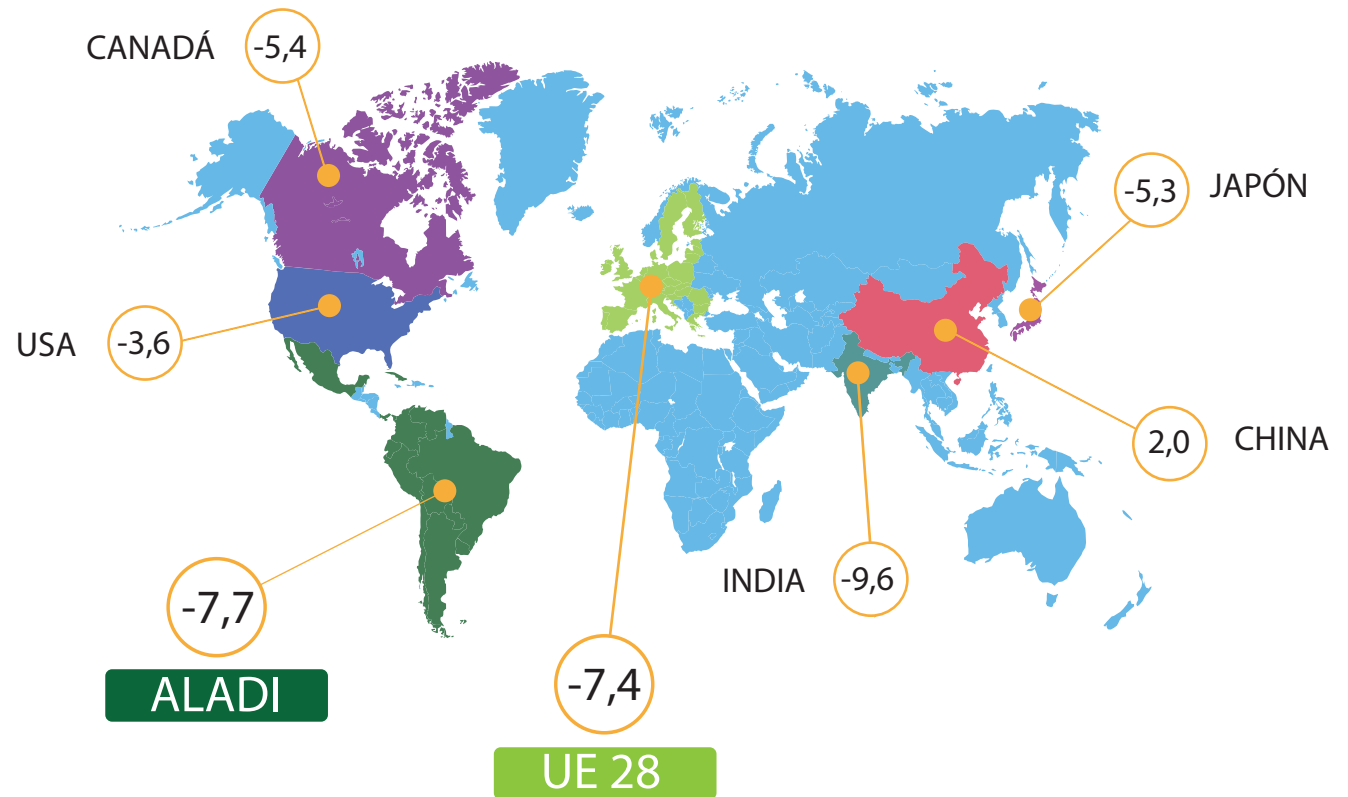 CANADÁ -5,4
-5,3 JAPÓN
USA -3,6
2,0 CHINA
INDIA -9,6
-7,7
ALADI
-7,4
UE 28